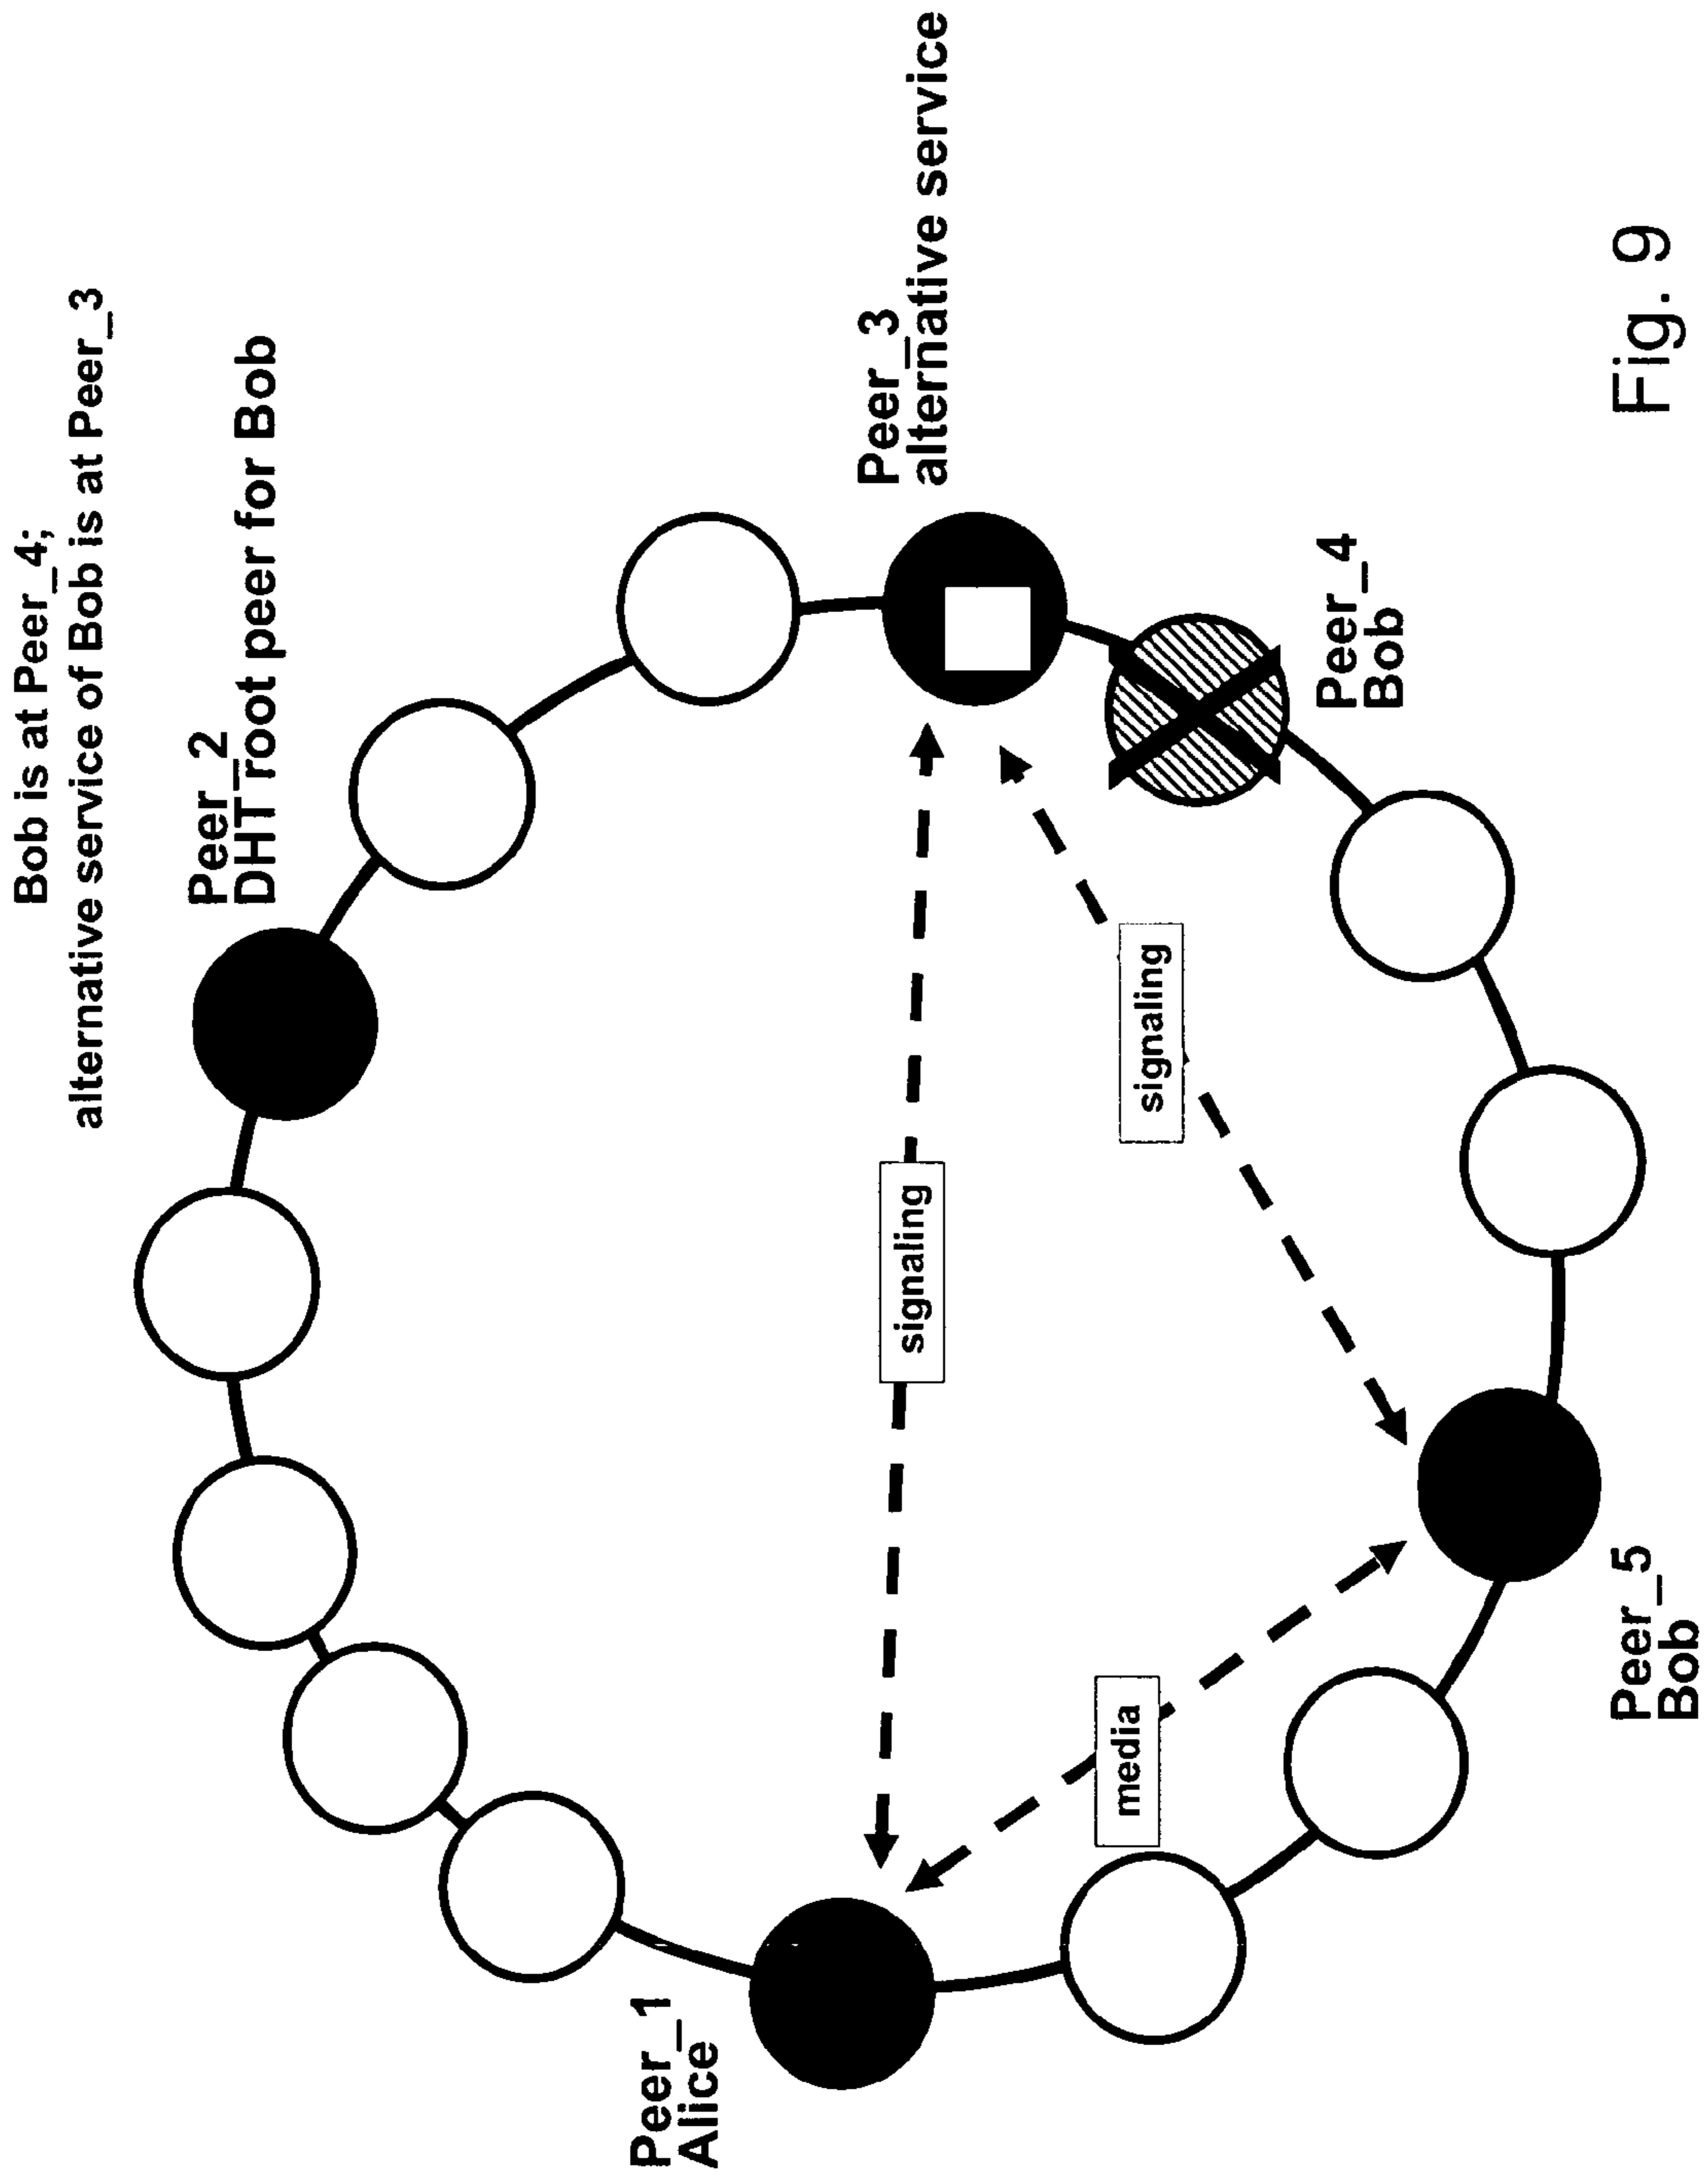 Bob is at Peer_4;
alternative service of Bob is at Peer_3
Peer_2
DHT root peer for Bob
Peer_3
alternative service
Peer_4
Bob
signaling
signaling
media
Peer_1
Alice
Peer_5
Bob
Fig. 9